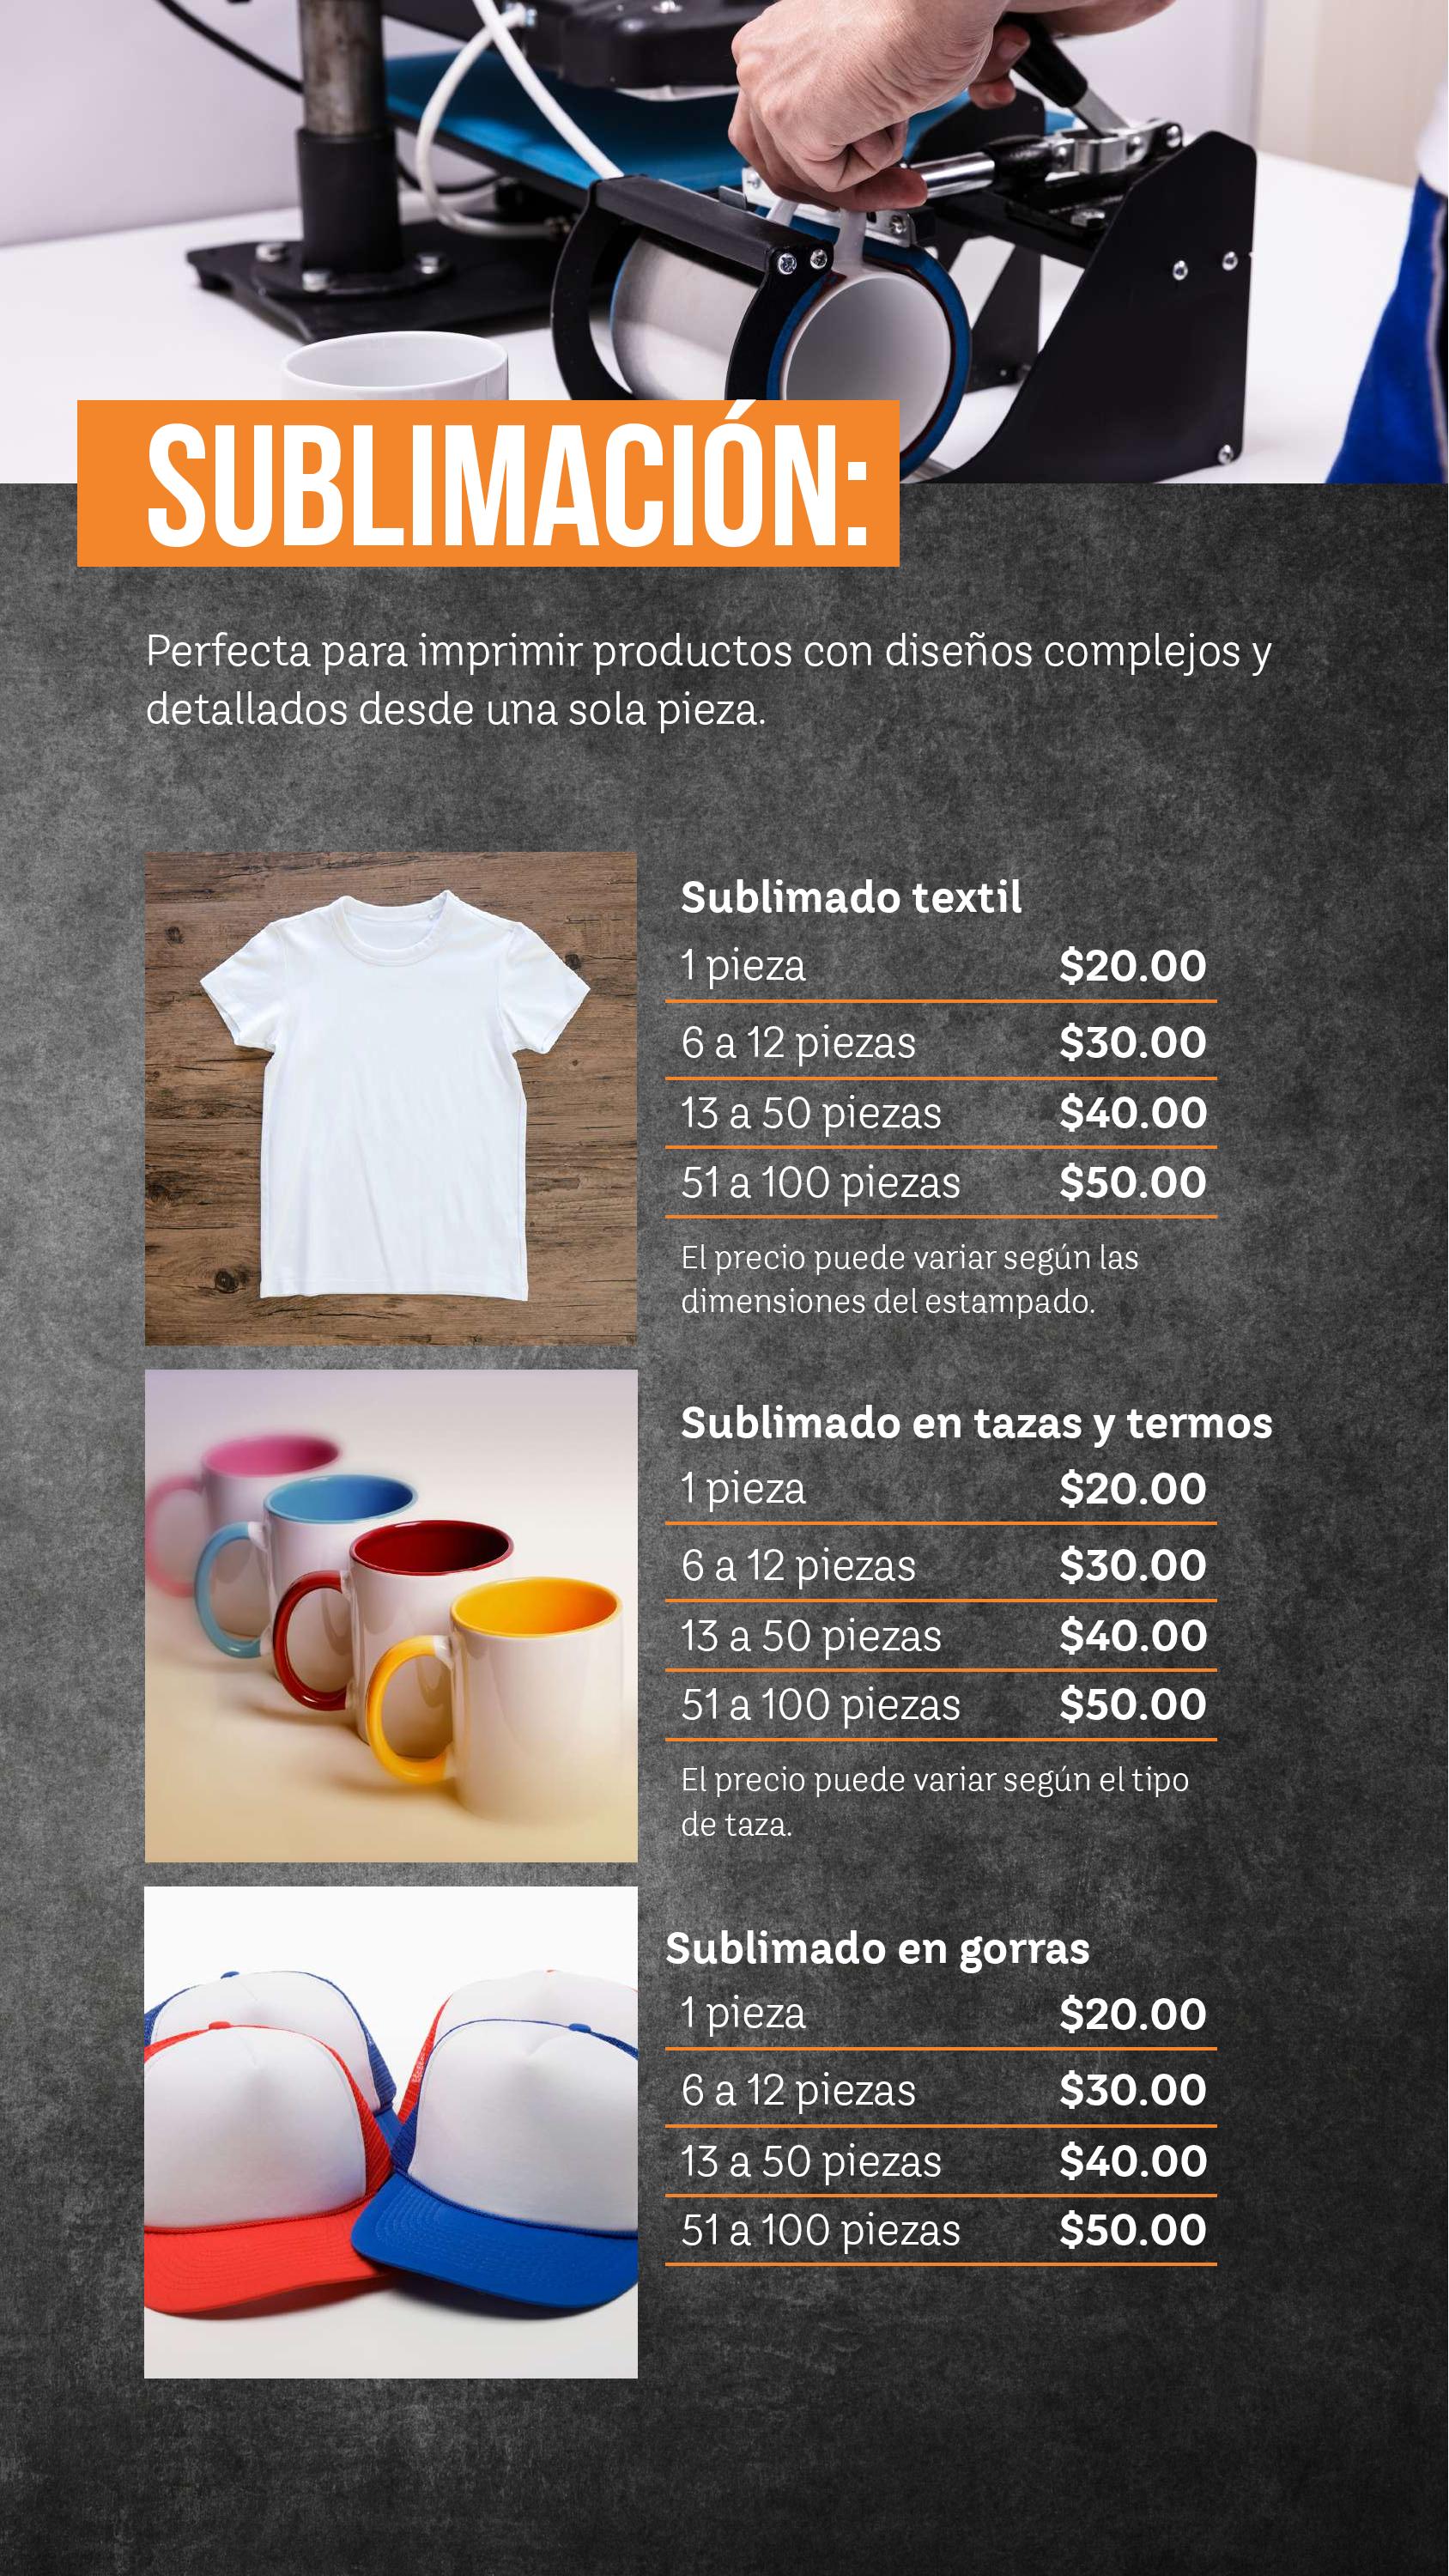 SUBLIMACIÓN:
Perfecta para imprimir productos con diseños complejos y
detallados desde una sola pieza.
Sublimado textil
1 pieza $20.00
6 a 12 piezas $30.00
13 a 50 piezas $40.00
51 a 100 piezas $50.00
El precio puede variar según las
dimensiones del estampado.
Sublimado en tazas y termos
1 pieza $20.00
6 a 12 piezas $30.00
13 a 50 piezas $40.00
51 a 100 piezas $50.00
El precio puede variar según el tipo
de taza.
Sublimado en gorras
1 pieza $20.00
6 a 12 piezas $30.00
13 a 50 piezas $40.00
51 a 100 piezas $50.00